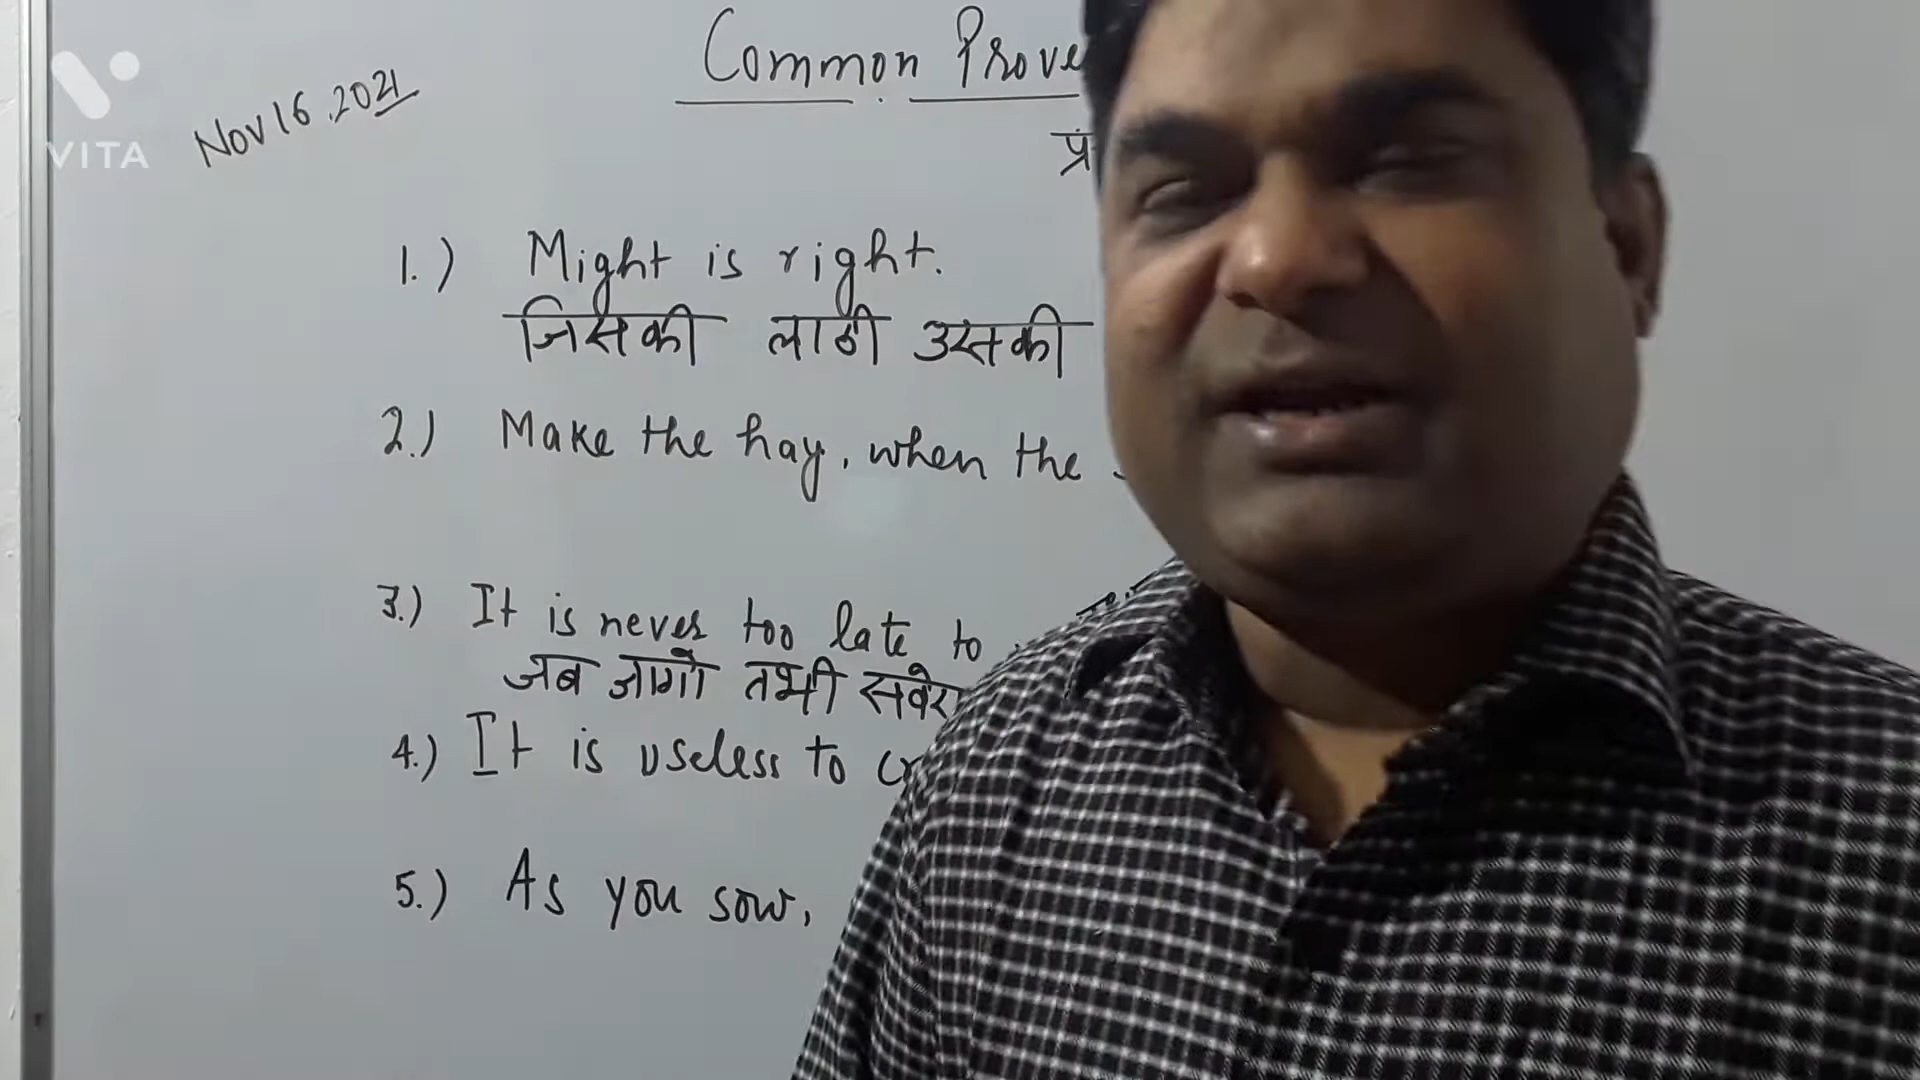 VITA
Nov 16, 2021
Common Prove
प्र
1.) Might is right.
जिसकी लाठी उसकी
2.) Make the hay, when the
3.) It is never too late to
जब जागो तभी सवेरा
4.) It is useless to cr
5.) As you sow,